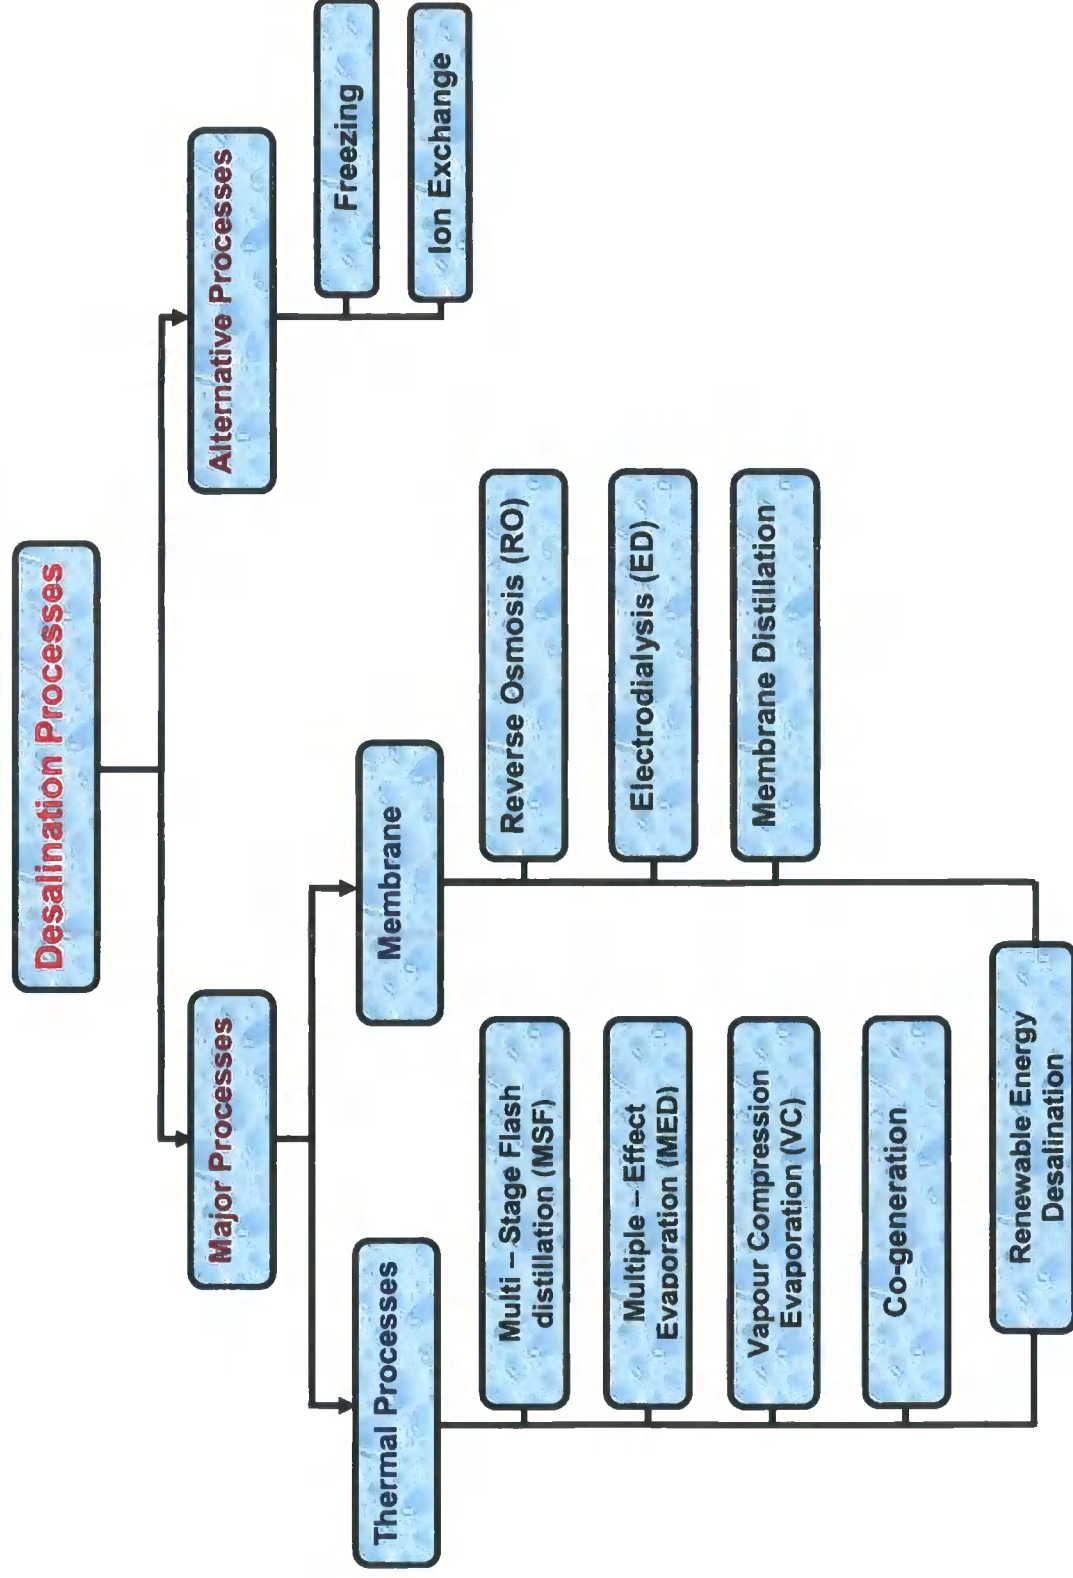 Desalination Processes
Major Processes
Alternative Processes
Thermal Processes
Membrane
Freezing
Ion Exchange
Multi – Stage Flash
distillation (MSF)
Multiple – Effect
Evaporation (MED)
Vapour Compression
Evaporation (VC)
Co-generation
Reverse Osmosis (RO)
Electrodialysis (ED)
Membrane Distillation
Renewable Energy
Desalination